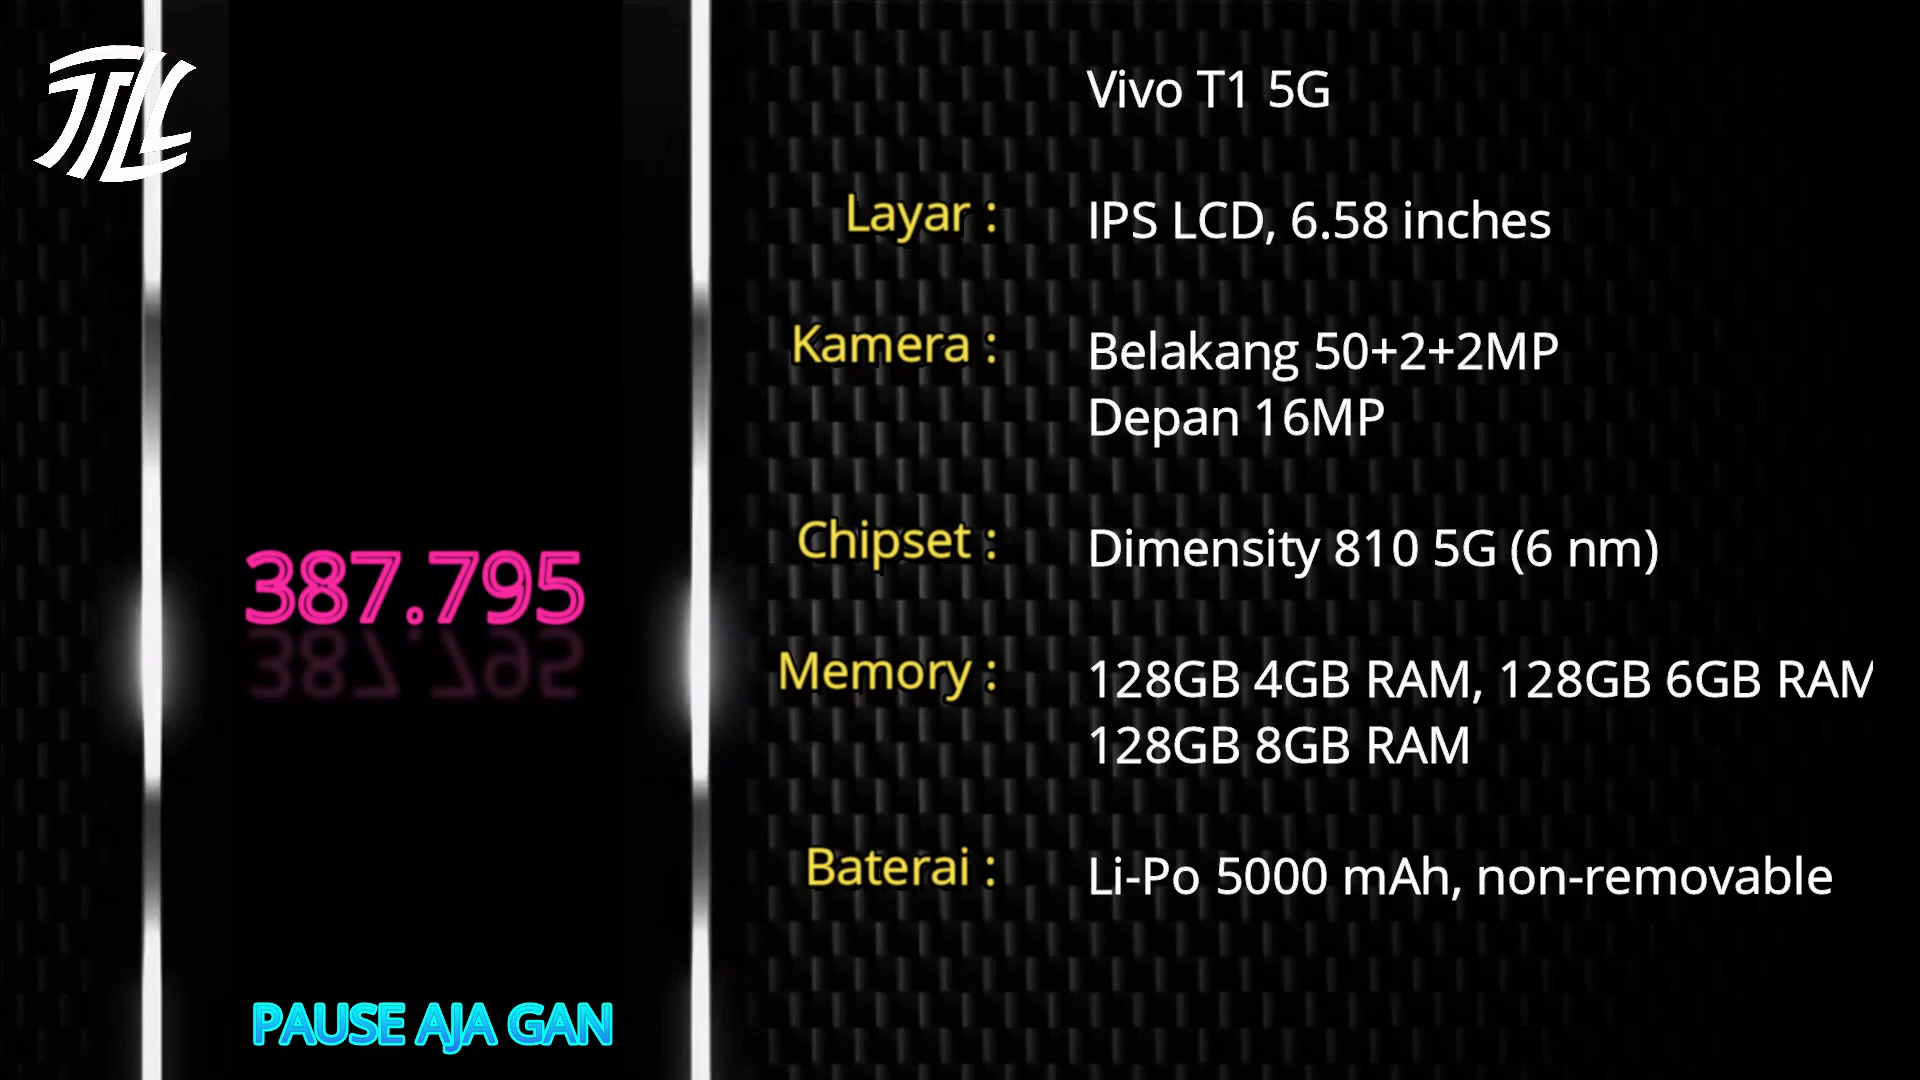 TLC
Vivo T1 5G
Layar : IPS LCD, 6.58 inches
Kamera : Belakang 50+2+2MP
Depan 16MP
Chipset : Dimensity 810 5G (6 nm)
387.795
Memory : 128GB 4GB RAM, 128GB 6GB RAM
128GB 8GB RAM
Baterai : Li-Po 5000 mAh, non-removable
PAUSE AJA GAN